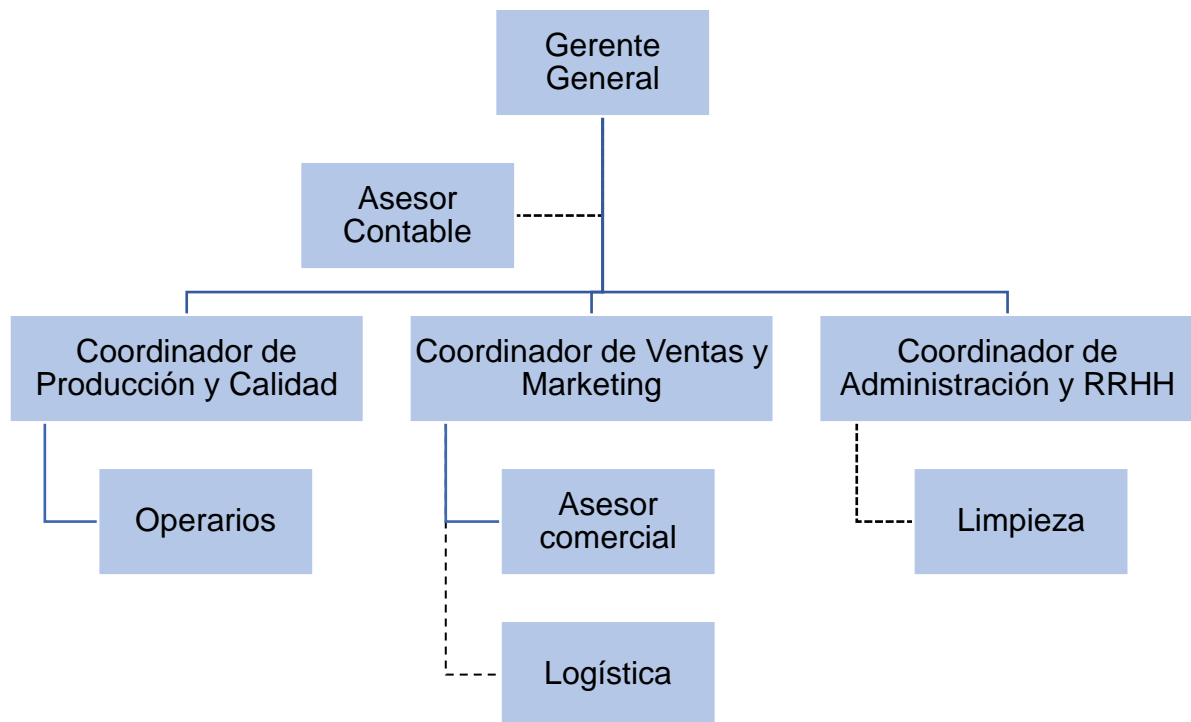 Gerente
General
Asesor
Contable
Coordinador de
Producción y Calidad
Coordinador de Ventas y
Marketing
Coordinador de
Administración y RRHH
Operarios
Asesor
comercial
Limpieza
Logística